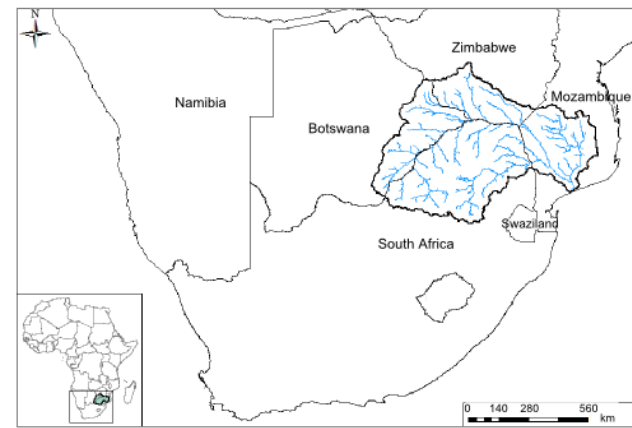 N
Zimbabwe
Namibia
Mozambique
Botswana
Swaziland
South Africa
0 140 280 560
km